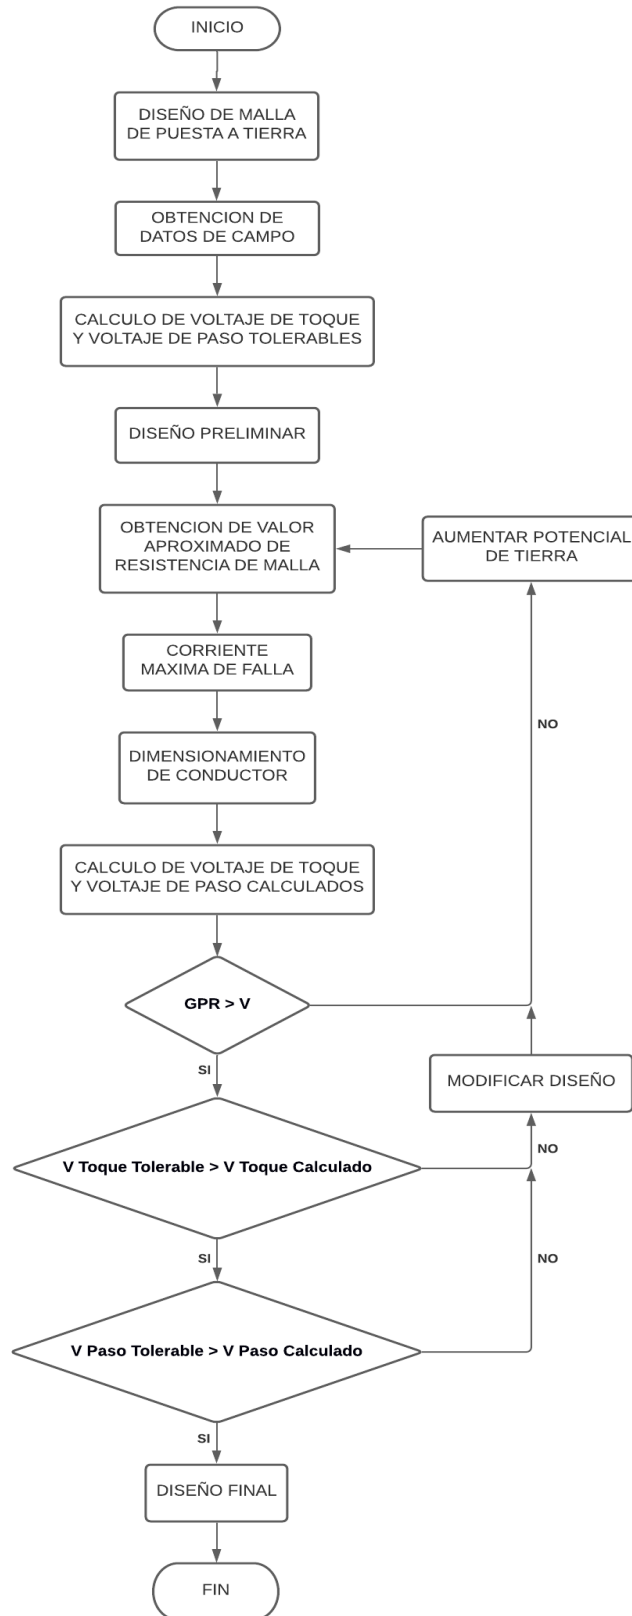 INICIO
DISEÑO DE MALLA
DE PUESTA A TIERRA
OBTENCION DE
DATOS DE CAMPO
CALCULO DE VOLTAJE DE TOQUE
Y VOLTAJE DE PASO TOLERABLES
DISEÑO PRELIMINAR
OBTENCION DE VALOR
APROXIMADO DE
RESISTENCIA DE MALLA
AUMENTAR POTENCIAL
DE TIERRA
CORRIENTE
MAXIMA DE FALLA
NO
DIMENSIONAMIENTO
DE CONDUCTOR
CALCULO DE VOLTAJE DE TOQUE
Y VOLTAJE DE PASO CALCULADOS
GPR > V
SI
MODIFICAR DISEÑO
NO
V Toque Tolerable > V Toque Calculado
SI
NO
V Paso Tolerable > V Paso Calculado
SI
DISEÑO FINAL
FIN